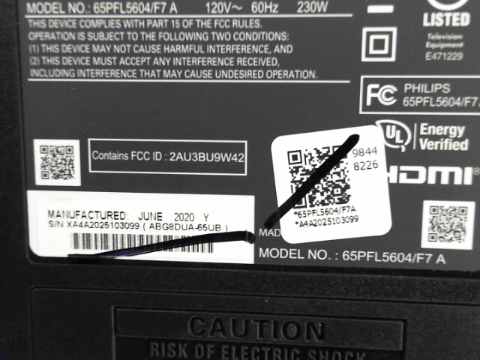 MODEL NO.: 65PFL5604/F7 A 120V~ 60Hz 230W
THIS DEVICE COMPLIES WITH PART 15 OF THE FCC RULES.
OPERATION IS SUBJECT TO THE FOLLOWING TWO CONDITIONS:
(1) THIS DEVICE MAY NOT CAUSE HARMFUL INTERFERENCE, AND
(2) THIS DEVICE MUST ACCEPT ANY INTERFERENCE RECEIVED,
INCLUDING INTERFERENCE THAT MAY CAUSE UNDESIRED OPERATION.
LISTED
Television
Equipment
E471229
FC PHILIPS
65PFL5604/F7
UL Energy
Verified
HDMI
Contains FCC ID : 2AU3BU9W42
9844
8226
*65PFL5604/F7A
*A4A2025103099
MANUFACTURED: JUNE 2020 Y
S/N XA4A2025103099 ( ABG8DUA-65UB )
MAD
MODEL NO. : 65PFL5604/F7 A
CAUTION
RISK OF ELECTRIC SHOCK